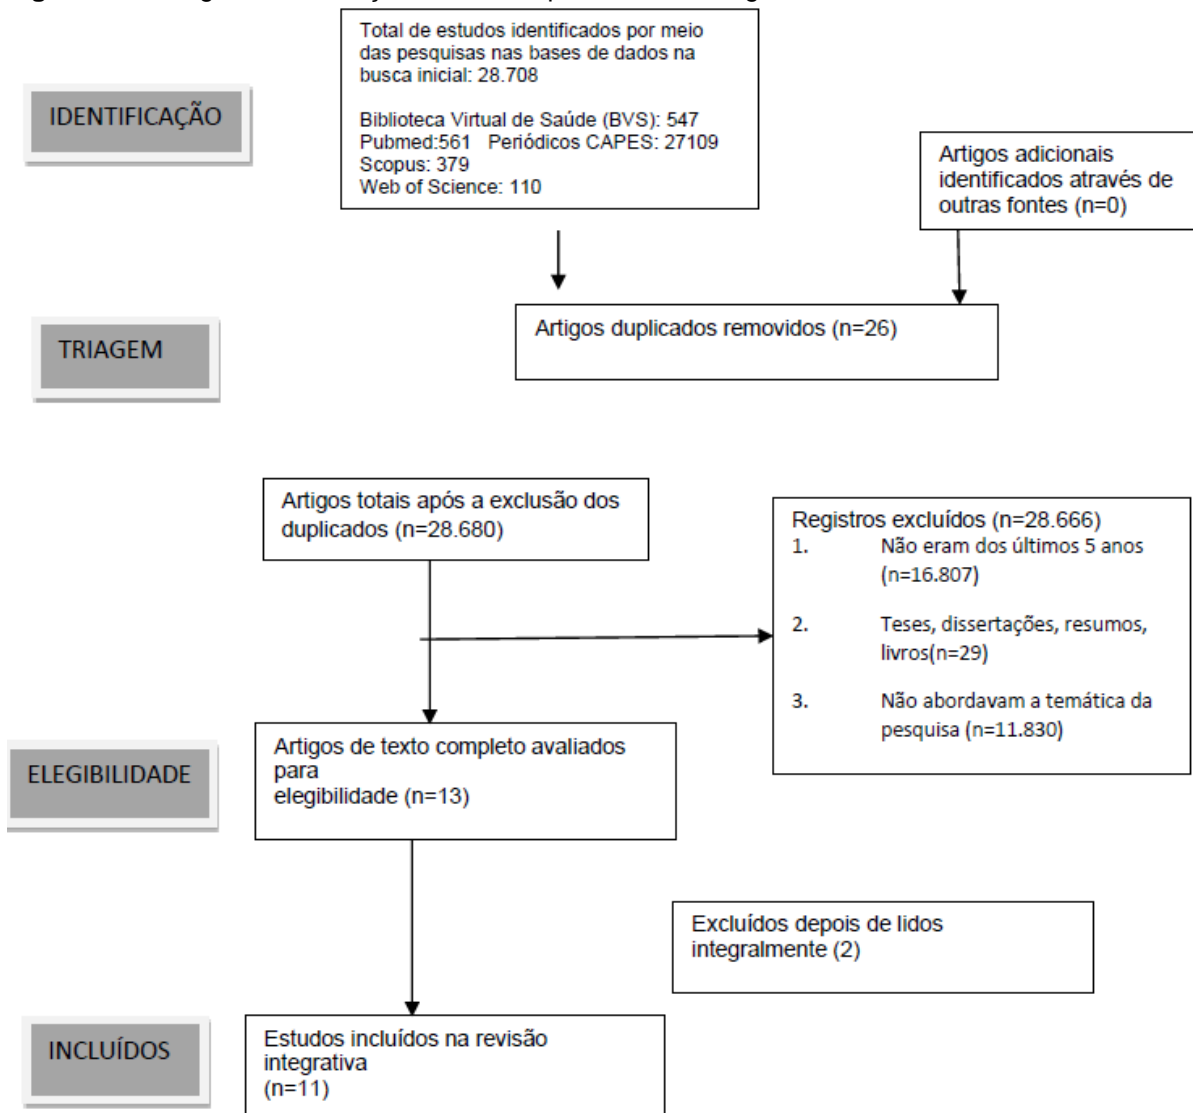 Total de estudos identificados por meio
das pesquisas nas bases de dados na
busca inicial: 28.708
Biblioteca Virtual de Saúde (BVS): 547
Pubmed:561 Periódicos CAPES: 27109
Scopus: 379
Web of Science: 110
IDENTIFICAÇÃO
Artigos adicionais
identificados através de
outras fontes (n=0)
Artigos duplicados removidos (n=26)
TRIAGEM
Artigos totais após a exclusão dos
duplicados (n=28.680)
Registros excluídos (n=28.666)
1. Não eram dos últimos 5 anos
(n=16.807)
2. Teses, dissertações, resumos,
livros(n=29)
3. Não abordavam a temática da
pesquisa (n=11.830)
ELEGIBILIDADE
Artigos de texto completo avaliados
para
elegibilidade (n=13)
Excluídos depois de lidos
integralmente (2)
INCLUÍDOS
Estudos incluídos na revisão
integrativa
(n=11)